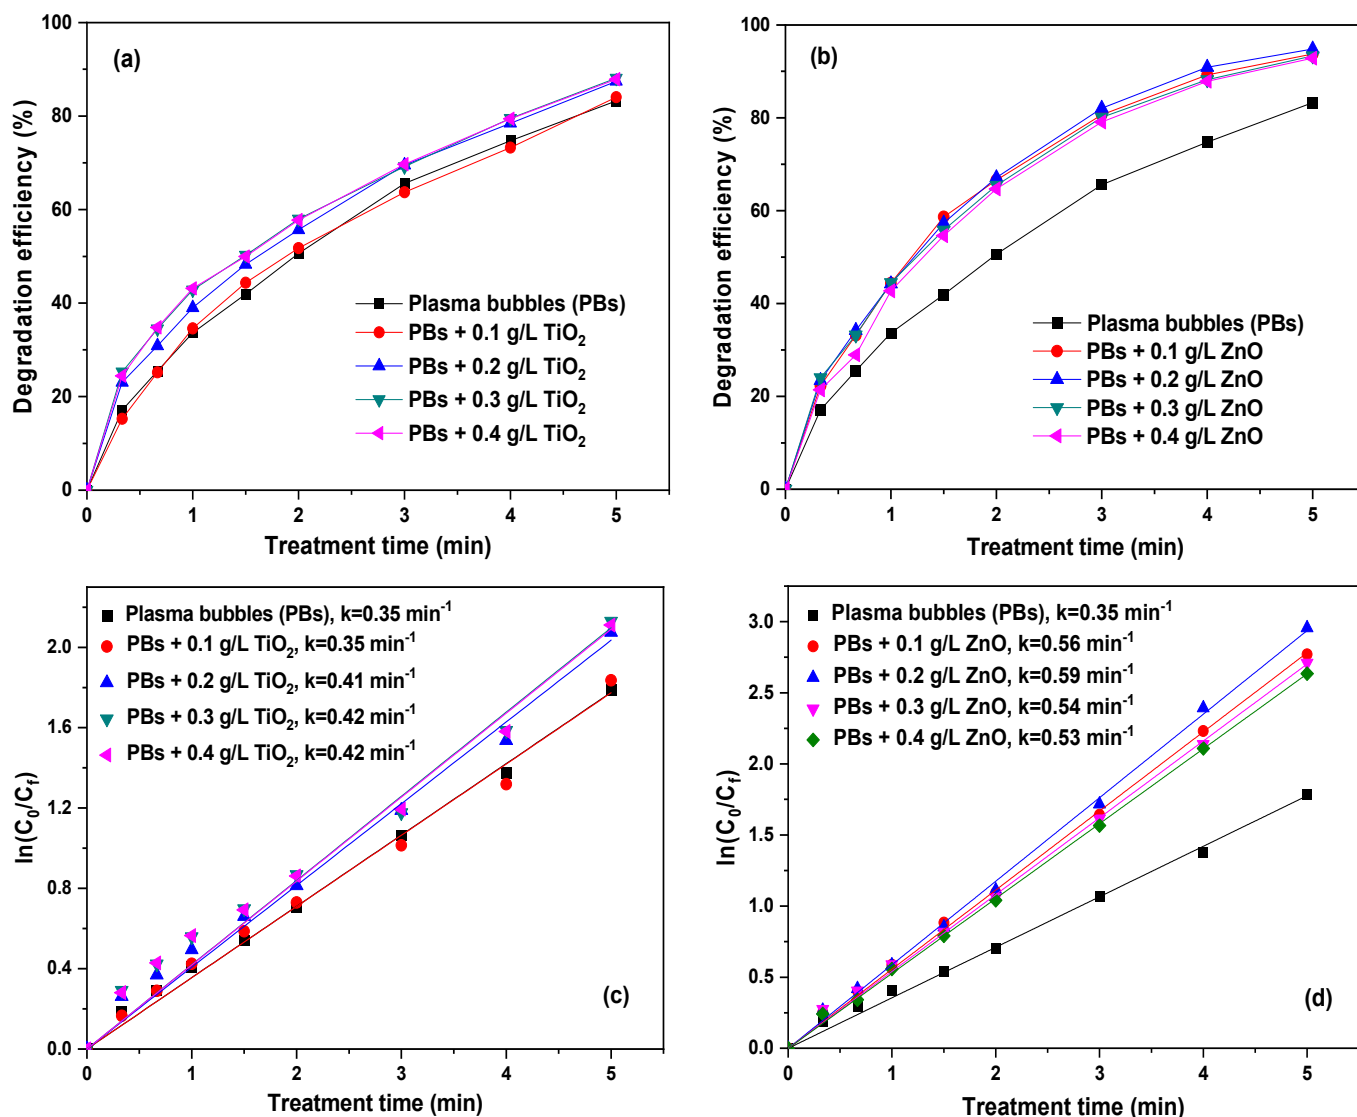 (a)
Degradation efficiency (%)
100
80
60
40
20
0
Plasma bubbles (PBs)
PBs + 0.1 g/L TiO₂
PBs + 0.2 g/L TiO₂
PBs + 0.3 g/L TiO₂
PBs + 0.4 g/L TiO₂
0 1 2 3 4 5
Treatment time (min)
(b)
Degradation efficiency (%)
100
80
60
40
20
0
Plasma bubbles (PBs)
PBs + 0.1 g/L ZnO
PBs + 0.2 g/L ZnO
PBs + 0.3 g/L ZnO
PBs + 0.4 g/L ZnO
0 1 2 3 4 5
Treatment time (min)
Plasma bubbles (PBs), k=0.35 min⁻¹
PBs + 0.1 g/L TiO₂, k=0.35 min⁻¹
PBs + 0.2 g/L TiO₂, k=0.41 min⁻¹
PBs + 0.3 g/L TiO₂, k=0.42 min⁻¹
PBs + 0.4 g/L TiO₂, k=0.42 min⁻¹
ln(C₀/C_f)
2.0
1.6
1.2
0.8
0.4
0.0
(c)
0 1 2 3 4 5
Treatment time (min)
Plasma bubbles (PBs), k=0.35 min⁻¹
PBs + 0.1 g/L ZnO, k=0.56 min⁻¹
PBs + 0.2 g/L ZnO, k=0.59 min⁻¹
PBs + 0.3 g/L ZnO, k=0.54 min⁻¹
PBs + 0.4 g/L ZnO, k=0.53 min⁻¹
ln(C₀/C_f)
3.0
2.5
2.0
1.5
1.0
0.5
0.0
(d)
0 1 2 3 4 5
Treatment time (min)